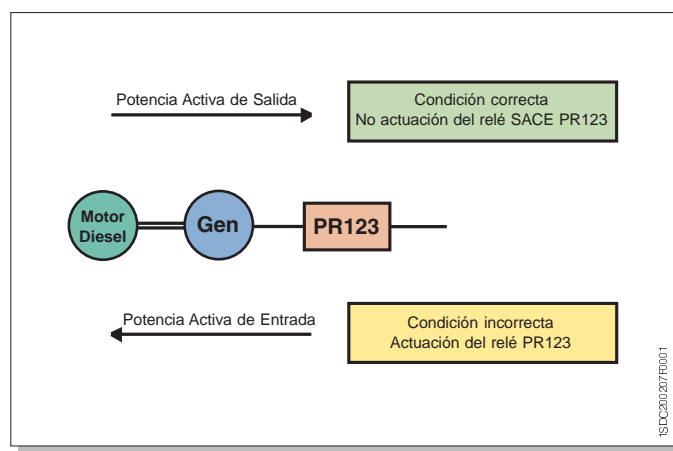 Potencia Activa de Salida
Condición correcta
No actuación del relé SACE PR123
Motor
Diesel
Gen
PR123
Potencia Activa de Entrada
Condición incorrecta
Actuación del relé PR123
1SDC200207F0001